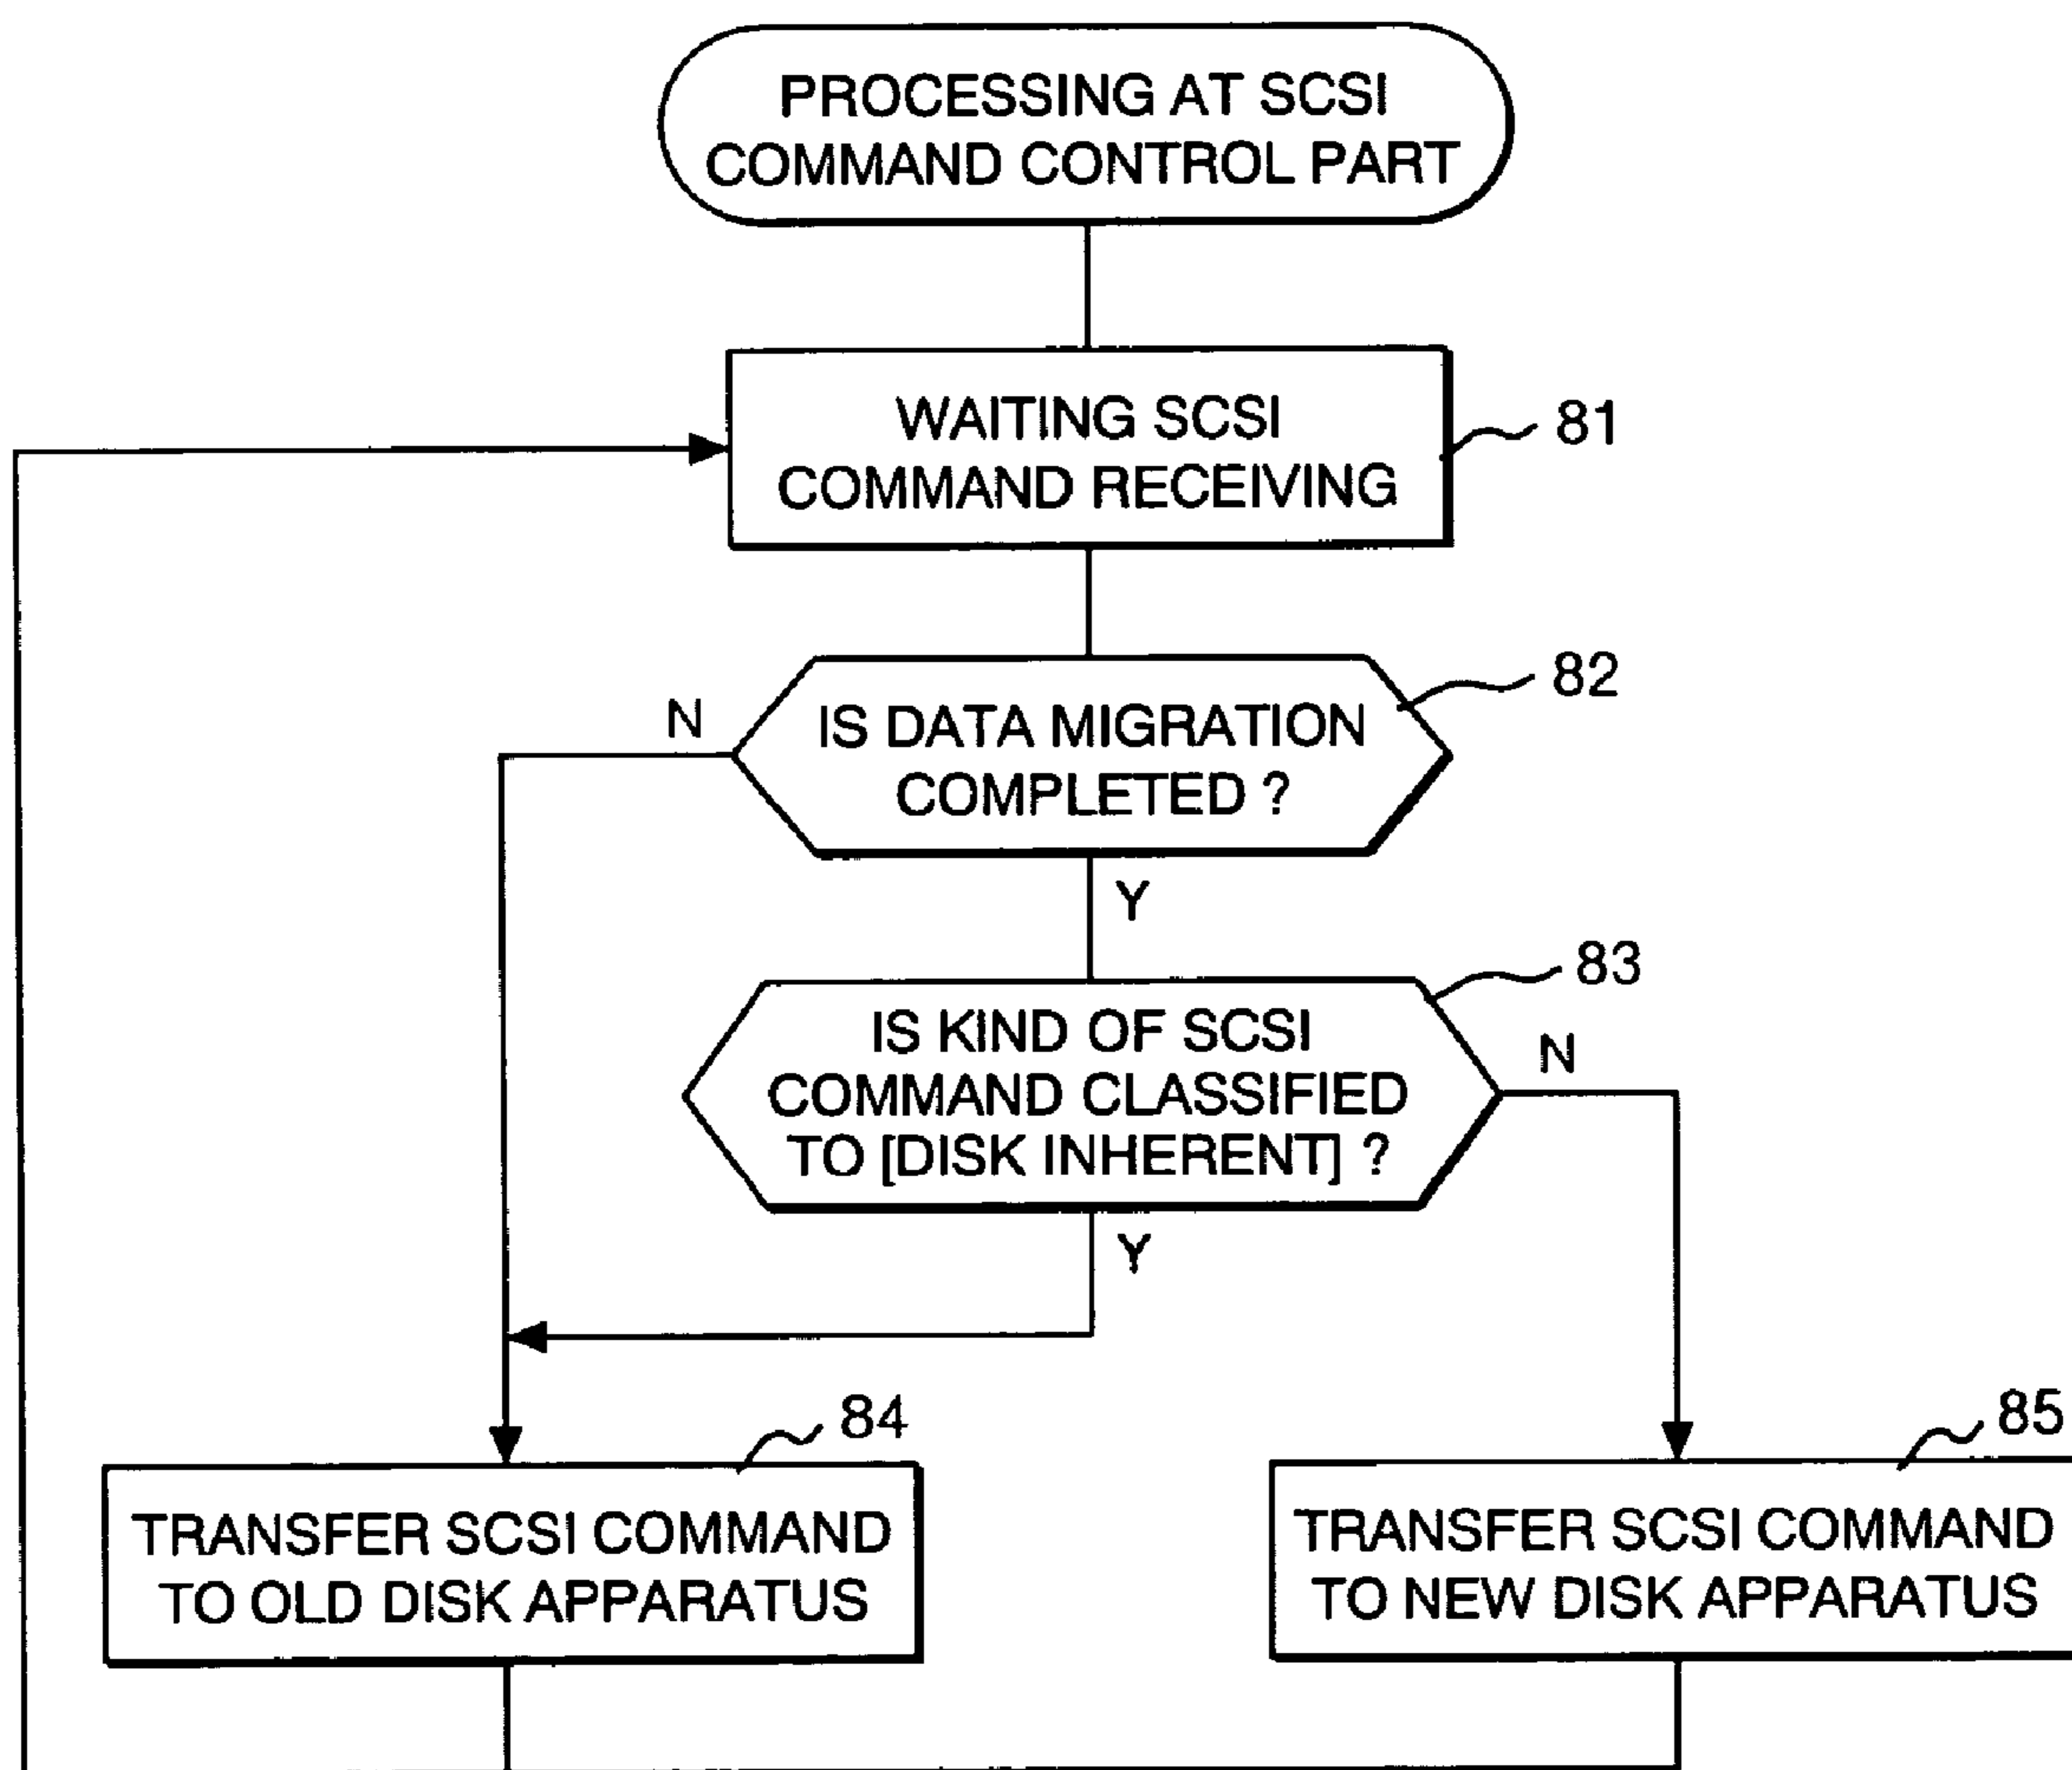 PROCESSING AT SCSI
COMMAND CONTROL PART
WAITING SCSI
COMMAND RECEIVING
81
82
N
IS DATA MIGRATION
COMPLETED ?
Y
83
IS KIND OF SCSI
COMMAND CLASSIFIED
TO [DISK INHERENT] ?
N
Y
84
85
TRANSFER SCSI COMMAND
TO OLD DISK APPARATUS
TRANSFER SCSI COMMAND
TO NEW DISK APPARATUS